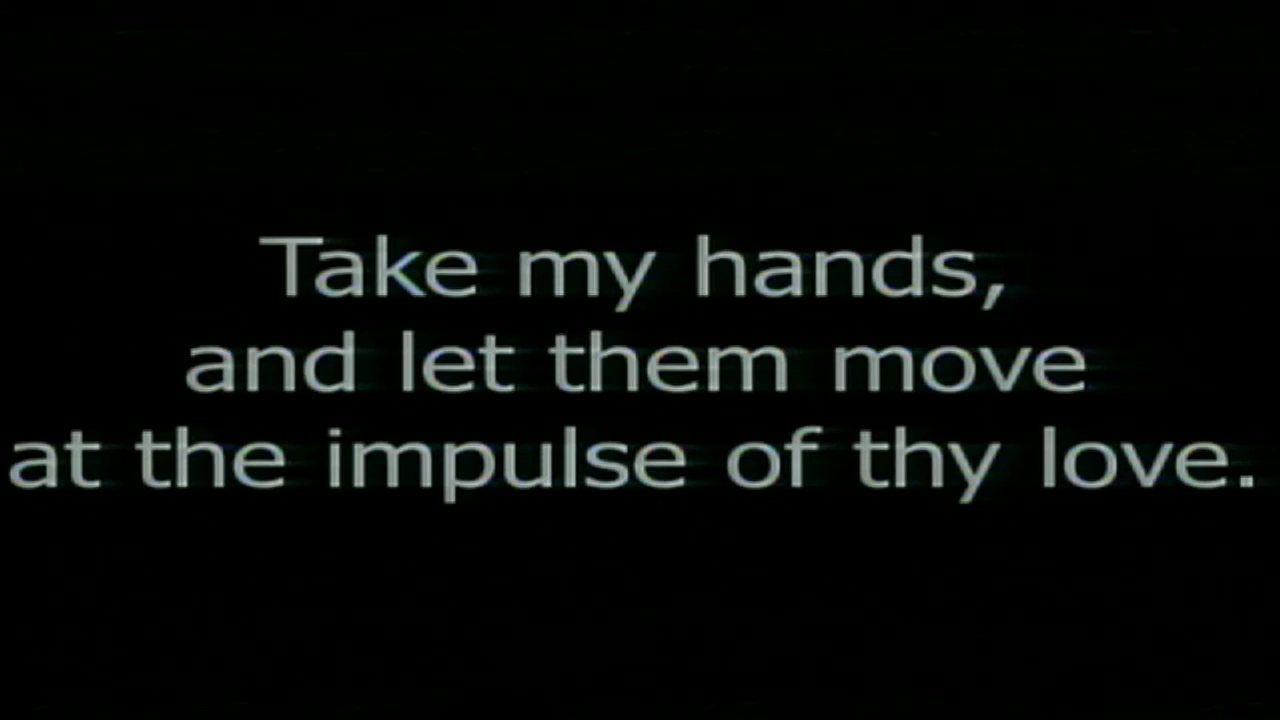 Take my hands,
and let them move
at the impulse of thy love.